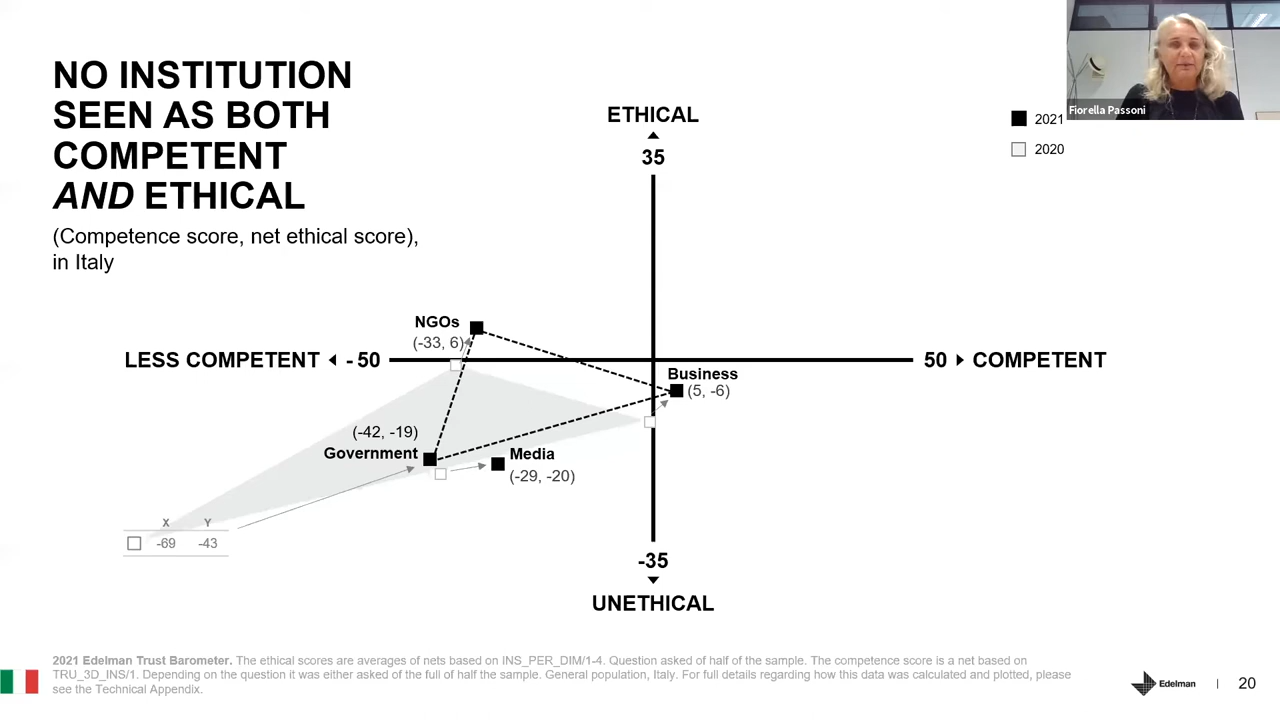 NO INSTITUTION
SEEN AS BOTH
COMPETENT
AND ETHICAL
(Competence score, net ethical score),
in Italy
Fiorella Passoni
2021
2020
ETHICAL
35
NGOs
(-33, 6)
LESS COMPETENT
- 50
50
COMPETENT
Business
(5, -6)
(-42, -19)
Government
Media
(-29, -20)
X Y
-69 -43
-35
UNETHICAL
2021 Edelman Trust Barometer. The ethical scores are averages of nets based on INS_PER_DIM/1-4. Question asked of half of the sample. The competence score is a net based on
TRU_3D_INS/1. Depending on the question it was either asked of the full of half the sample. General population, Italy. For full details regarding how this data was calculated and plotted, please
see the Technical Appendix.
Edelman | 20